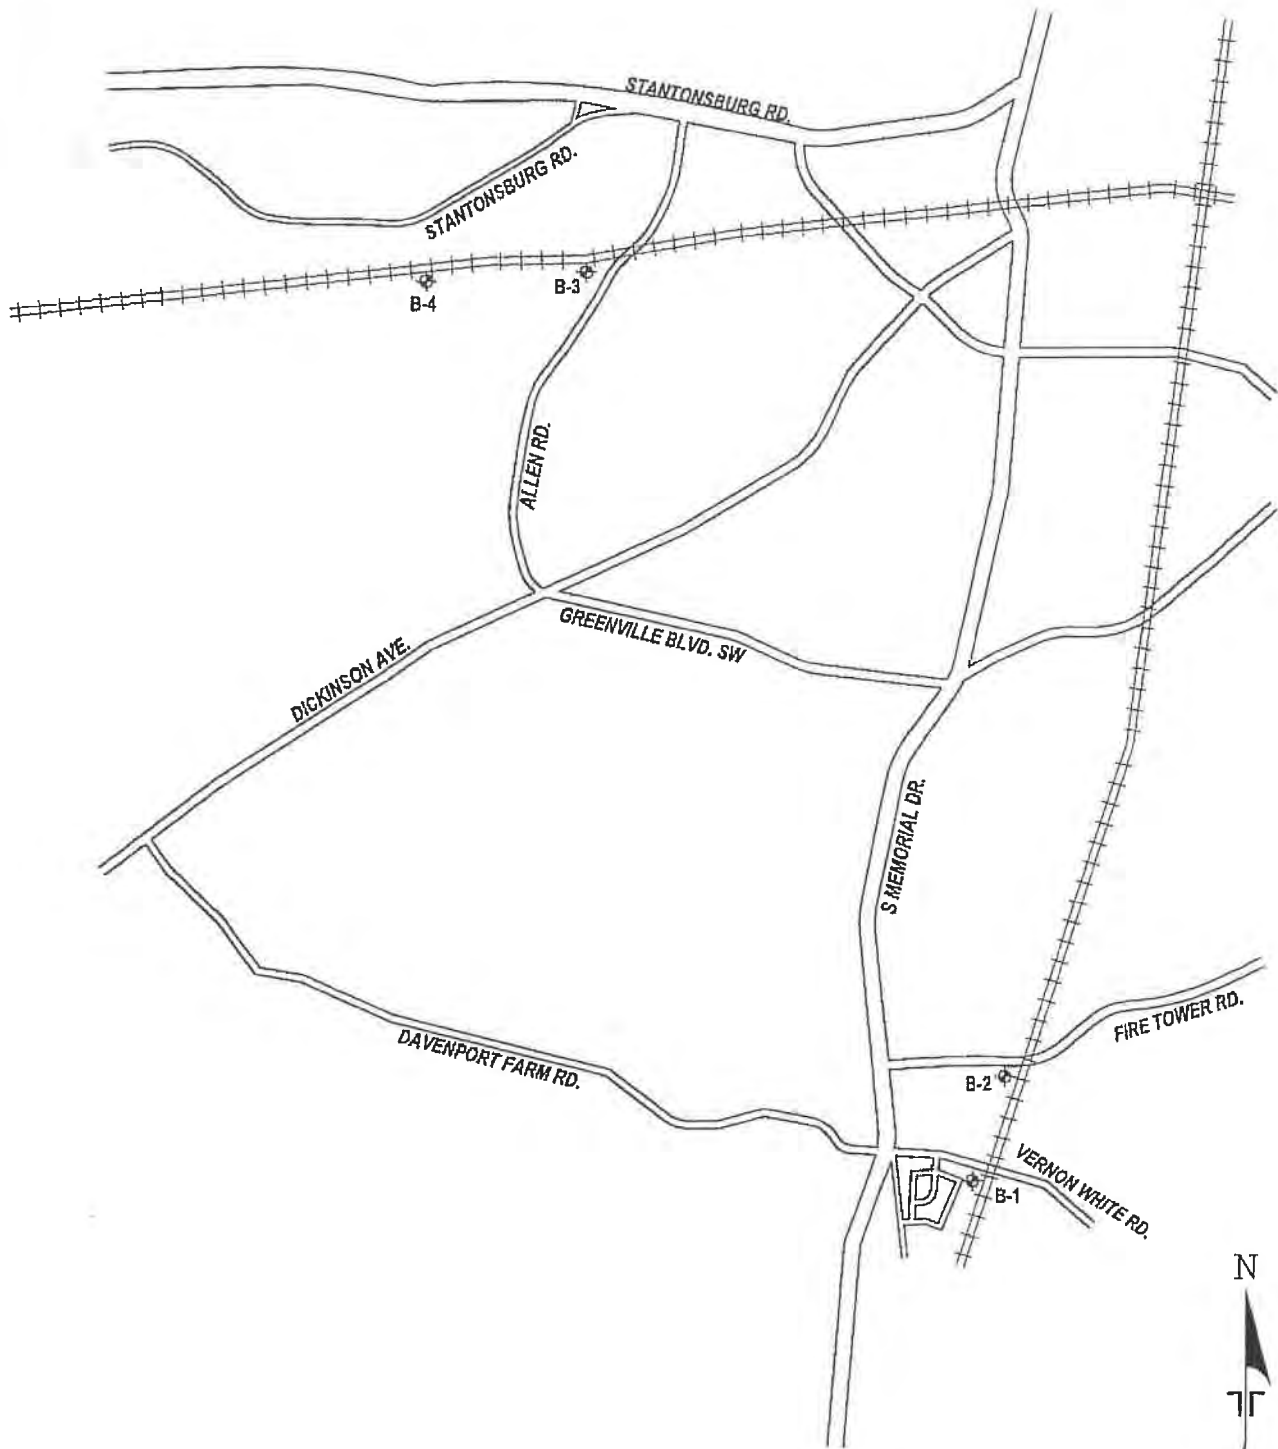 STANTONSBURG RD.
STANTONSBURG RD.
B-4
B-3
ALLEN RD.
GREENVILLE BLVD. SW
DICKINSON AVE.
S MEMORIAL DR.
DAVENPORT FARM RD.
FIRE TOWER RD.
B-2
VERNON WHITE RD.
B-1
N